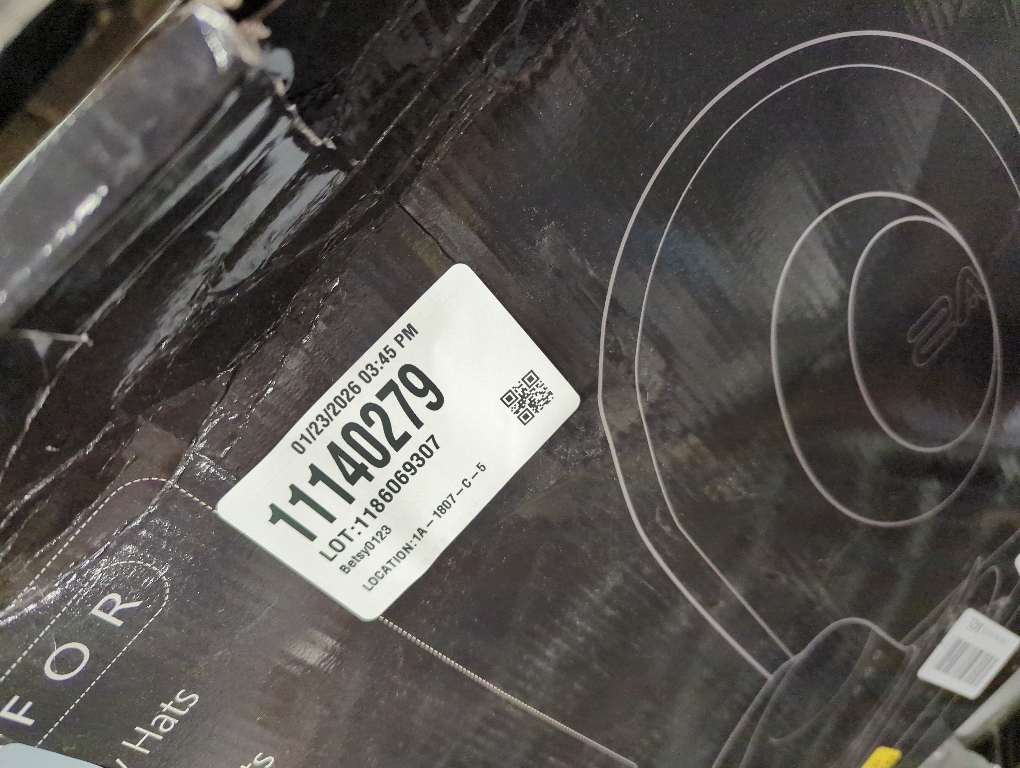 01/23/2026 03:45 PM
11140279
LOT:1186069307
Betsy0123
LOCATION:1A-1807-C-5
FOR
Hats